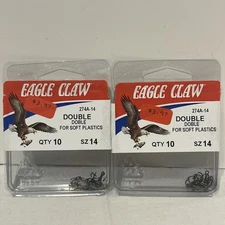 EAGLE CLAW
274A-14
DOUBLE
DOBLE
FOR SOFT PLASTICS
QTY 10 SZ 14
EAGLE CLAW
274A-14
DOUBLE
DOBLE
FOR SOFT PLASTICS
QTY 10 SZ 14